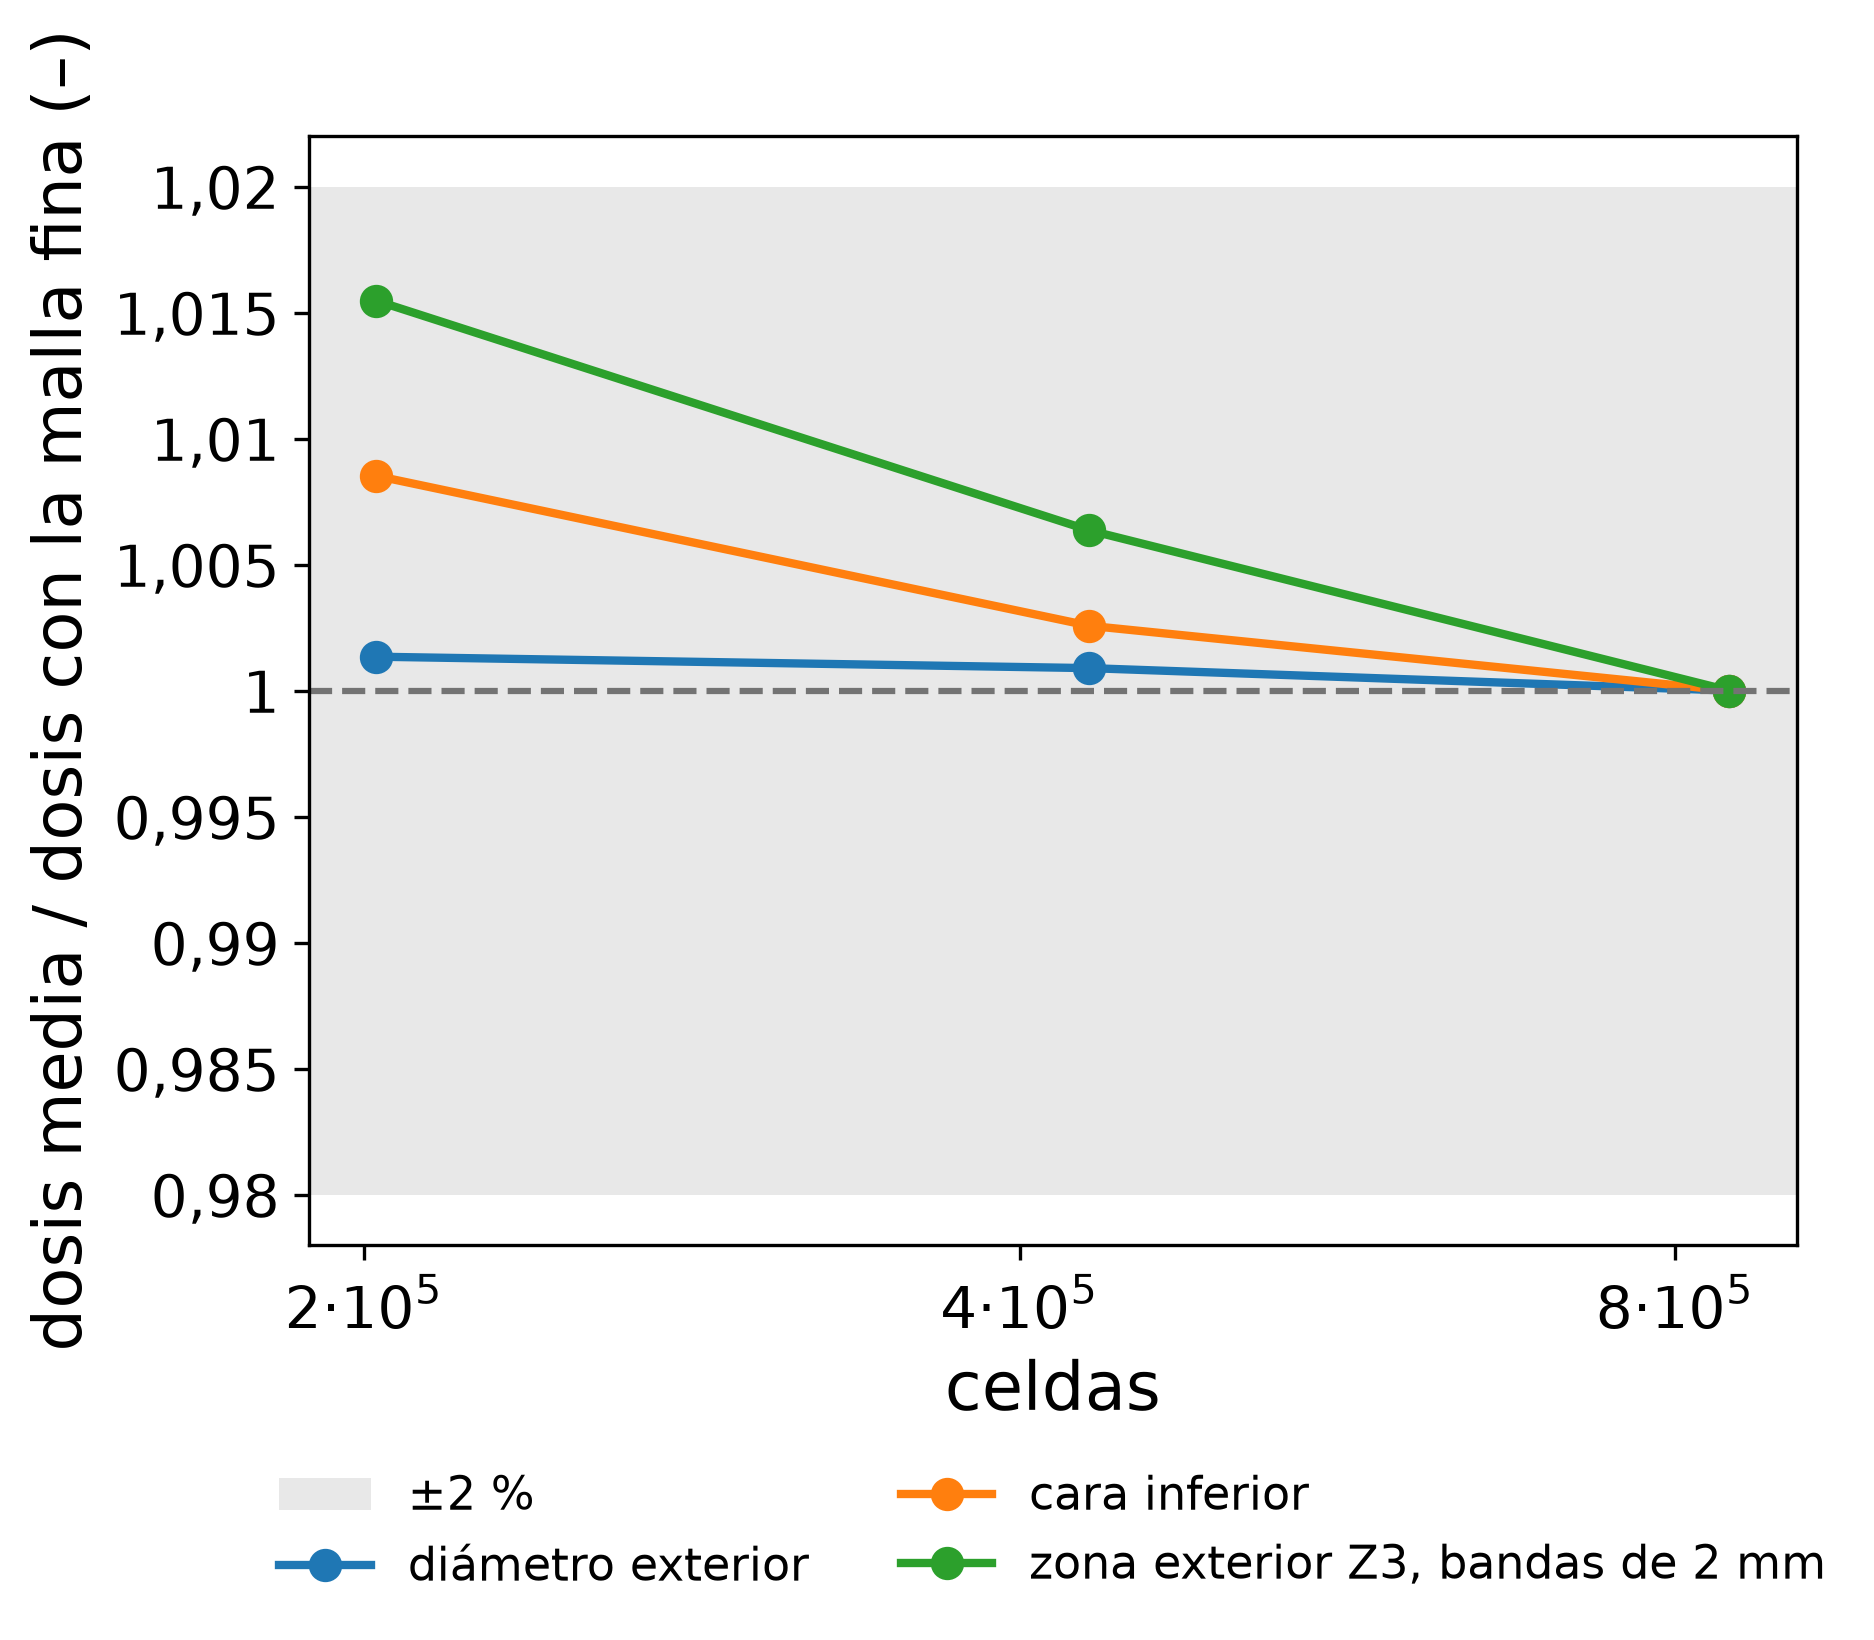 dosis media / dosis con la malla fina (–)
1,02
1,015
1,01
1,005
1
0,995
0,99
0,985
0,98
2·10⁵
4·10⁵
8·10⁵
celdas
±2 %
diámetro exterior
cara inferior
zona exterior Z3, bandas de 2 mm